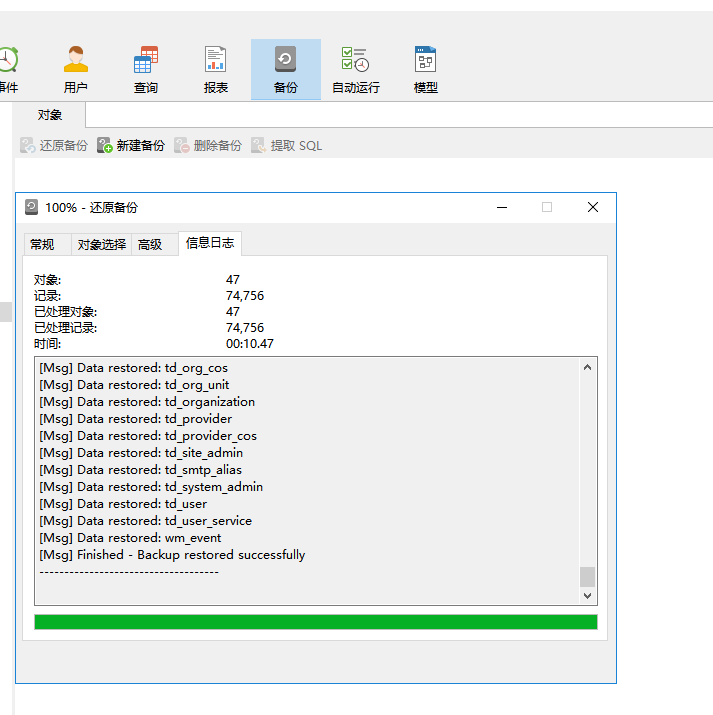 事件 用户 查询 报表 备份 自动运行 模型
对象
还原备份 新建备份 删除备份 提取 SQL
100% - 还原备份
常规 对象选择 高级 信息日志
对象: 47
记录: 74,756
已处理对象: 47
已处理记录: 74,756
时间: 00:10.47
[Msg] Data restored: td_org_cos
[Msg] Data restored: td_org_unit
[Msg] Data restored: td_organization
[Msg] Data restored: td_provider
[Msg] Data restored: td_provider_cos
[Msg] Data restored: td_site_admin
[Msg] Data restored: td_smtp_alias
[Msg] Data restored: td_system_admin
[Msg] Data restored: td_user
[Msg] Data restored: td_user_service
[Msg] Data restored: wm_event
[Msg] Finished - Backup restored successfully
------------------------------------